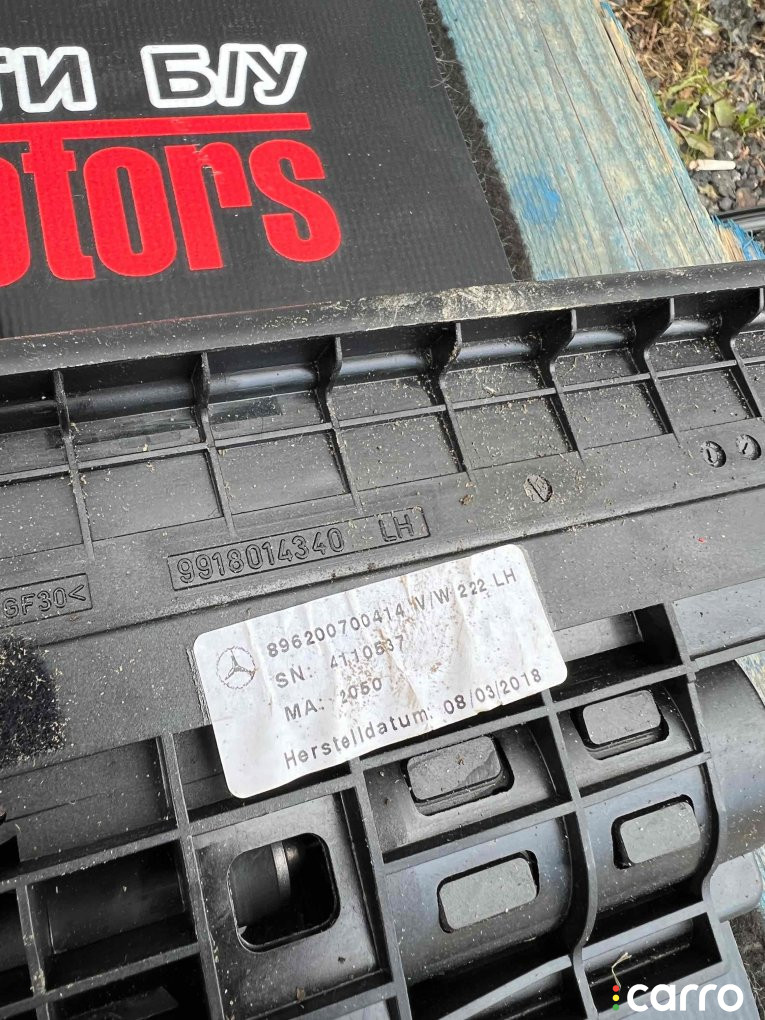 ТИ Б/У
otors
9918014340 LH
GF30<
896200700414 V/W 222 LH
SN: 4110537
MA: 2050
Herstelldatum: 08/03/2018
carro